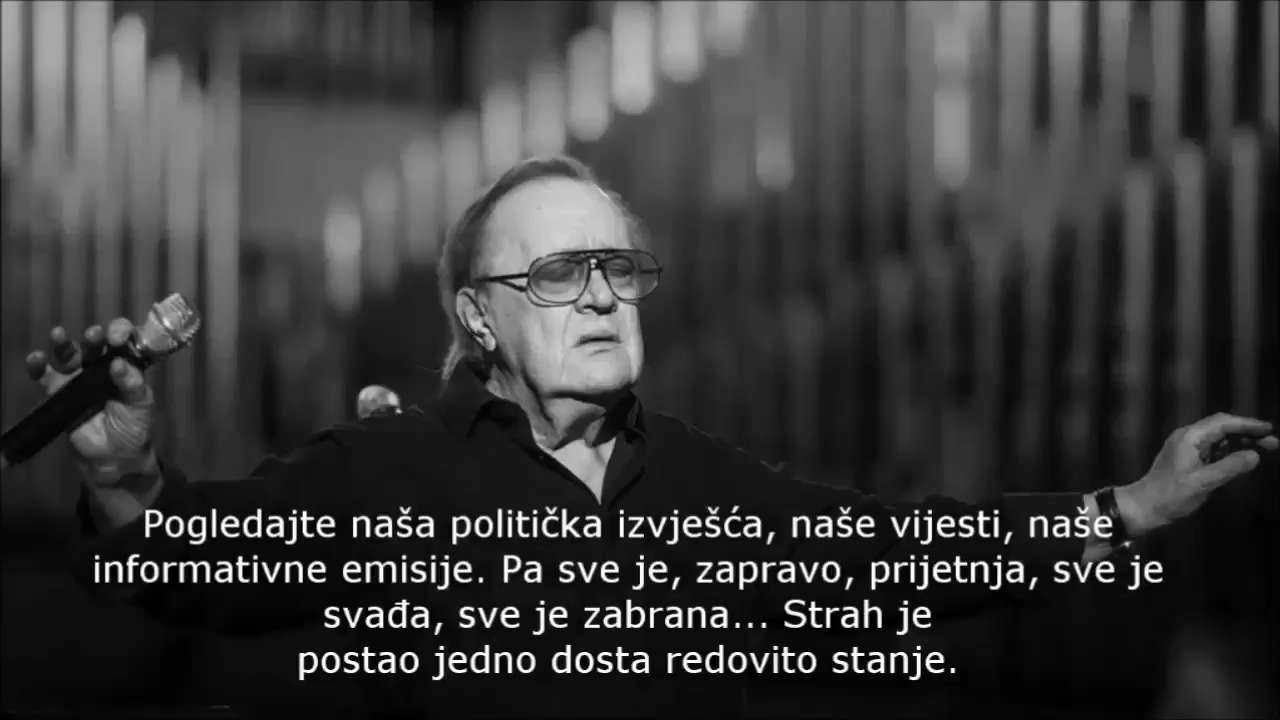 Pogledajte naša politička izvješća, naše vijesti, naše
informativne emisije. Pa sve je, zapravo, prijetnja, sve je
svađa, sve je zabrana... Strah je
postao jedno dosta redovito stanje.